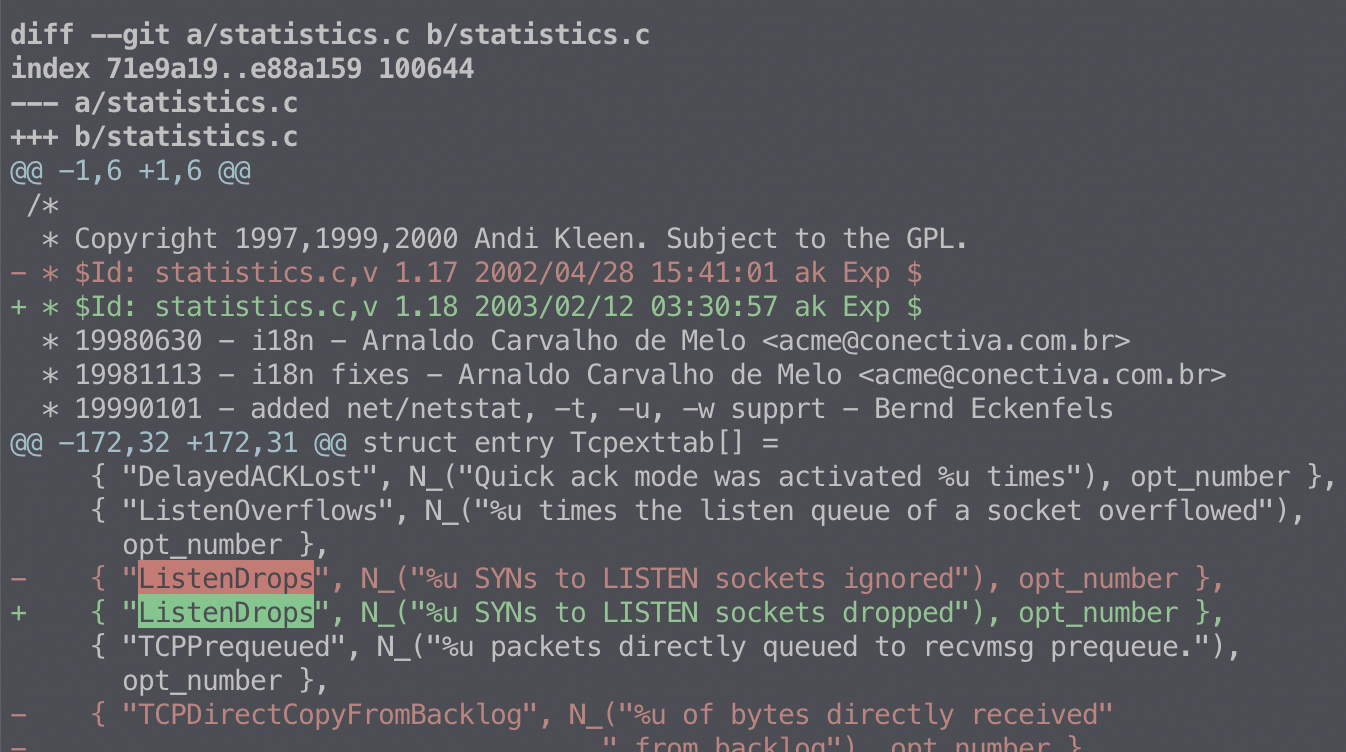 diff --git a/statistics.c b/statistics.c
index 71e9a19..e88a159 100644
--- a/statistics.c
+++ b/statistics.c
@@ -1,6 +1,6 @@
 /*
  * Copyright 1997,1999,2000 Andi Kleen. Subject to the GPL.
- * $Id: statistics.c,v 1.17 2002/04/28 15:41:01 ak Exp $
+ * $Id: statistics.c,v 1.18 2003/02/12 03:30:57 ak Exp $
  * 19980630 - i18n - Arnaldo Carvalho de Melo <acme@conectiva.com.br>
  * 19981113 - i18n fixes - Arnaldo Carvalho de Melo <acme@conectiva.com.br>
  * 19990101 - added net/netstat, -t, -u, -w supprt - Bernd Eckenfels
@@ -172,32 +172,31 @@ struct entry Tcpexttab[] =
     { "DelayedACKLost", N_("Quick ack mode was activated %u times"), opt_number },
     { "ListenOverflows", N_("%u times the listen queue of a socket overflowed"),
       opt_number },
-    { "ListenDrops", N_("%u SYNs to LISTEN sockets ignored"), opt_number },
+    { "ListenDrops", N_("%u SYNs to LISTEN sockets dropped"), opt_number },
     { "TCPPrequeued", N_("%u packets directly queued to recvmsg prequeue."),
       opt_number },
-    { "TCPDirectCopyFromBacklog", N_("%u of bytes directly received"
-                                    " from backlog"), opt_number }